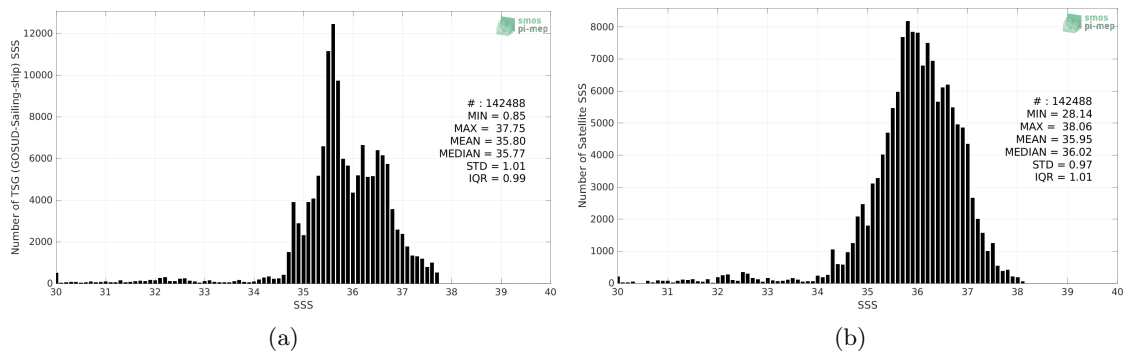 smos
pi-mep
Number of TSG (GOSUD-Sailing-ship) SSS
12000
10000
8000
6000
4000
2000
0
# : 142488
MIN = 0.85
MAX = 37.75
MEAN = 35.80
MEDIAN = 35.77
STD = 1.01
IQR = 0.99
30 31 32 33 34 35 36 37 38 39 40
SSS
(a)
smos
pi-mep
Number of Satellite SSS
8000
7000
6000
5000
4000
3000
2000
1000
0
# : 142488
MIN = 28.14
MAX = 38.06
MEAN = 35.95
MEDIAN = 36.02
STD = 0.97
IQR = 1.01
30 31 32 33 34 35 36 37 38 39 40
SSS
(b)